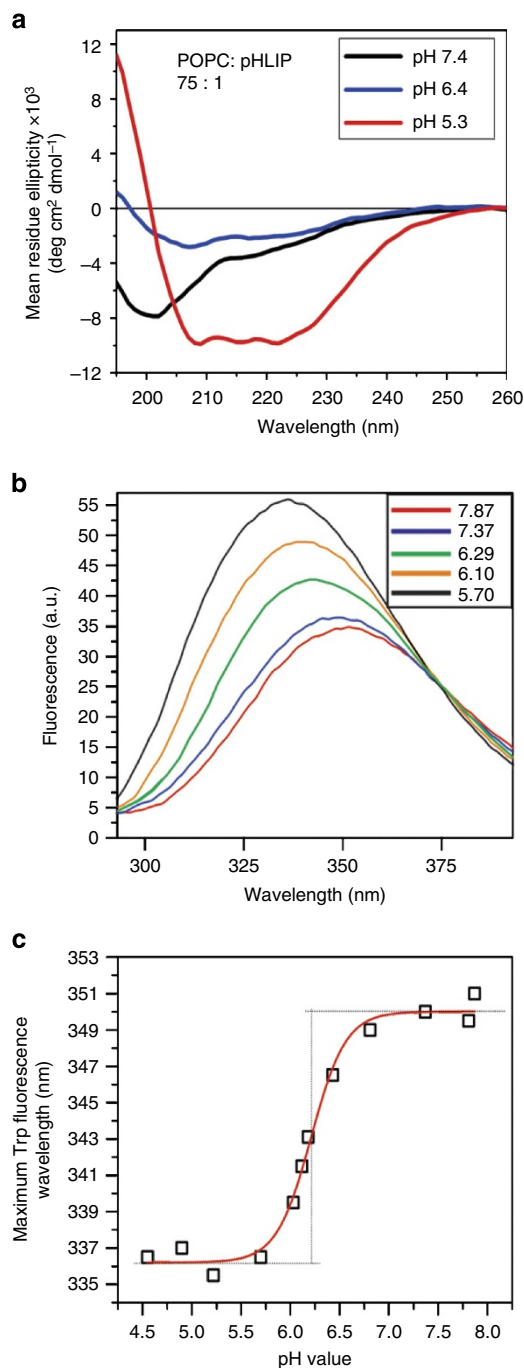 a
POPC: pHLIP
75 : 1
pH 7.4
pH 6.4
pH 5.3
12
8
4
0
–4
–8
–12
Mean residue ellipticity ×10³
(deg cm² dmol⁻¹)
200 210 220 230 240 250 260
Wavelength (nm)
b
7.87
7.37
6.29
6.10
5.70
55
50
45
40
35
30
25
20
15
10
5
0
Fluorescence (a.u.)
300 325 350 375
Wavelength (nm)
c
353
351
349
347
345
343
341
339
337
335
Maximum Trp fluorescence
wavelength (nm)
4.5 5.0 5.5 6.0 6.5 7.0 7.5 8.0
pH value